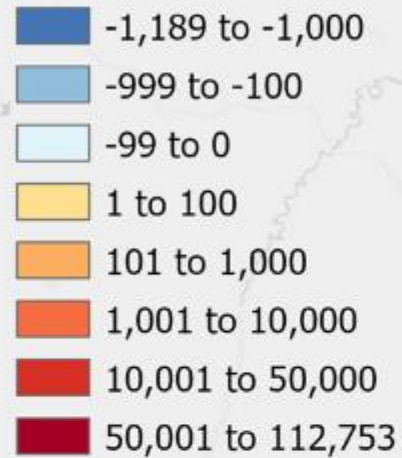 -1,189 to -1,000
-999 to -100
-99 to 0
1 to 100
101 to 1,000
1,001 to 10,000
10,001 to 50,000
50,001 to 112,753